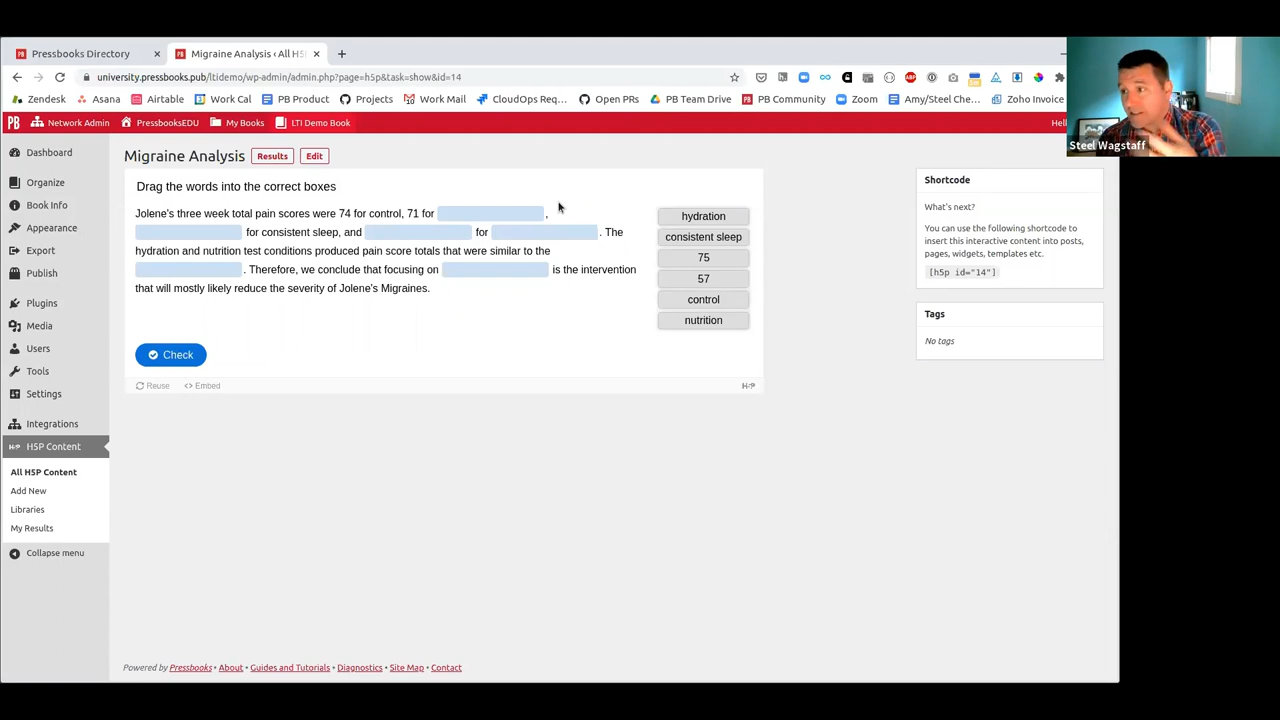 Pressbooks Directory
Migraine Analysis ‹ All H5
university.pressbooks.pub/ltidemo/wp-admin/admin.php?page=h5p&task=show&id=14
Zendesk Asana Airtable Work Cal PB Product Projects Work Mail CloudOps Req... Open PRs PB Team Drive PB Community Zoom Amy/Steel Che... Zoho Invoice
Network Admin PressbooksEDU My Books LTI Demo Book Hell
Steel Wagstaff
Dashboard
Organize
Book Info
Appearance
Export
Publish
Plugins
Media
Users
Tools
Settings
Integrations
H5P Content
All H5P Content
Add New
Libraries
My Results
Collapse menu
Migraine Analysis Results Edit
Drag the words into the correct boxes
Jolene's three week total pain scores were 74 for control, 71 for ,
for consistent sleep, and for . The
hydration and nutrition test conditions produced pain score totals that were similar to the
. Therefore, we conclude that focusing on is the intervention
that will mostly likely reduce the severity of Jolene's Migraines.
hydration
consistent sleep
75
57
control
nutrition
Check
Reuse <> Embed H5P
Shortcode
What's next?
You can use the following shortcode to
insert this interactive content into posts,
pages, widgets, templates etc.
[h5p id="14"]
Tags
No tags
Powered by Pressbooks • About • Guides and Tutorials • Diagnostics • Site Map • Contact